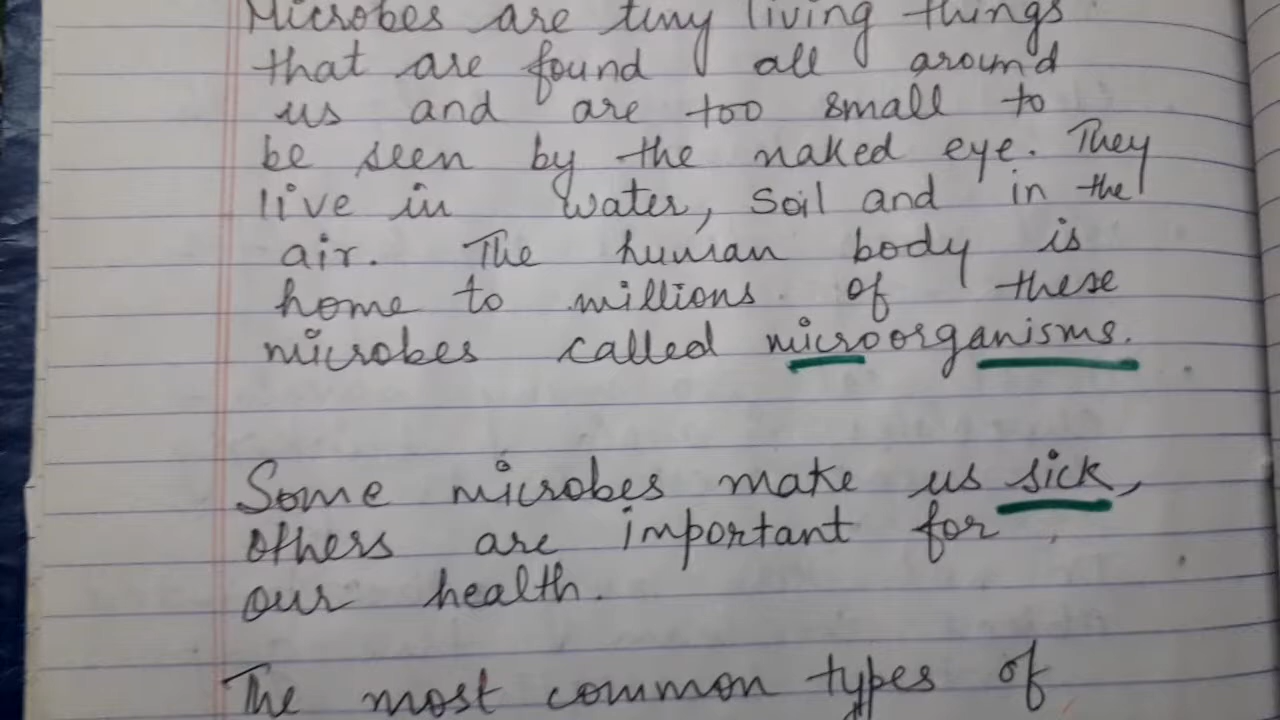 Microbes are tiny living things
that are found all around
us and are too small to
be seen by the naked eye. They
live in water, soil and in the
air. The human body is
home to millions of these
microbes called microorganisms.
Some microbes make us sick,
others are important for
our health.
The most common types of